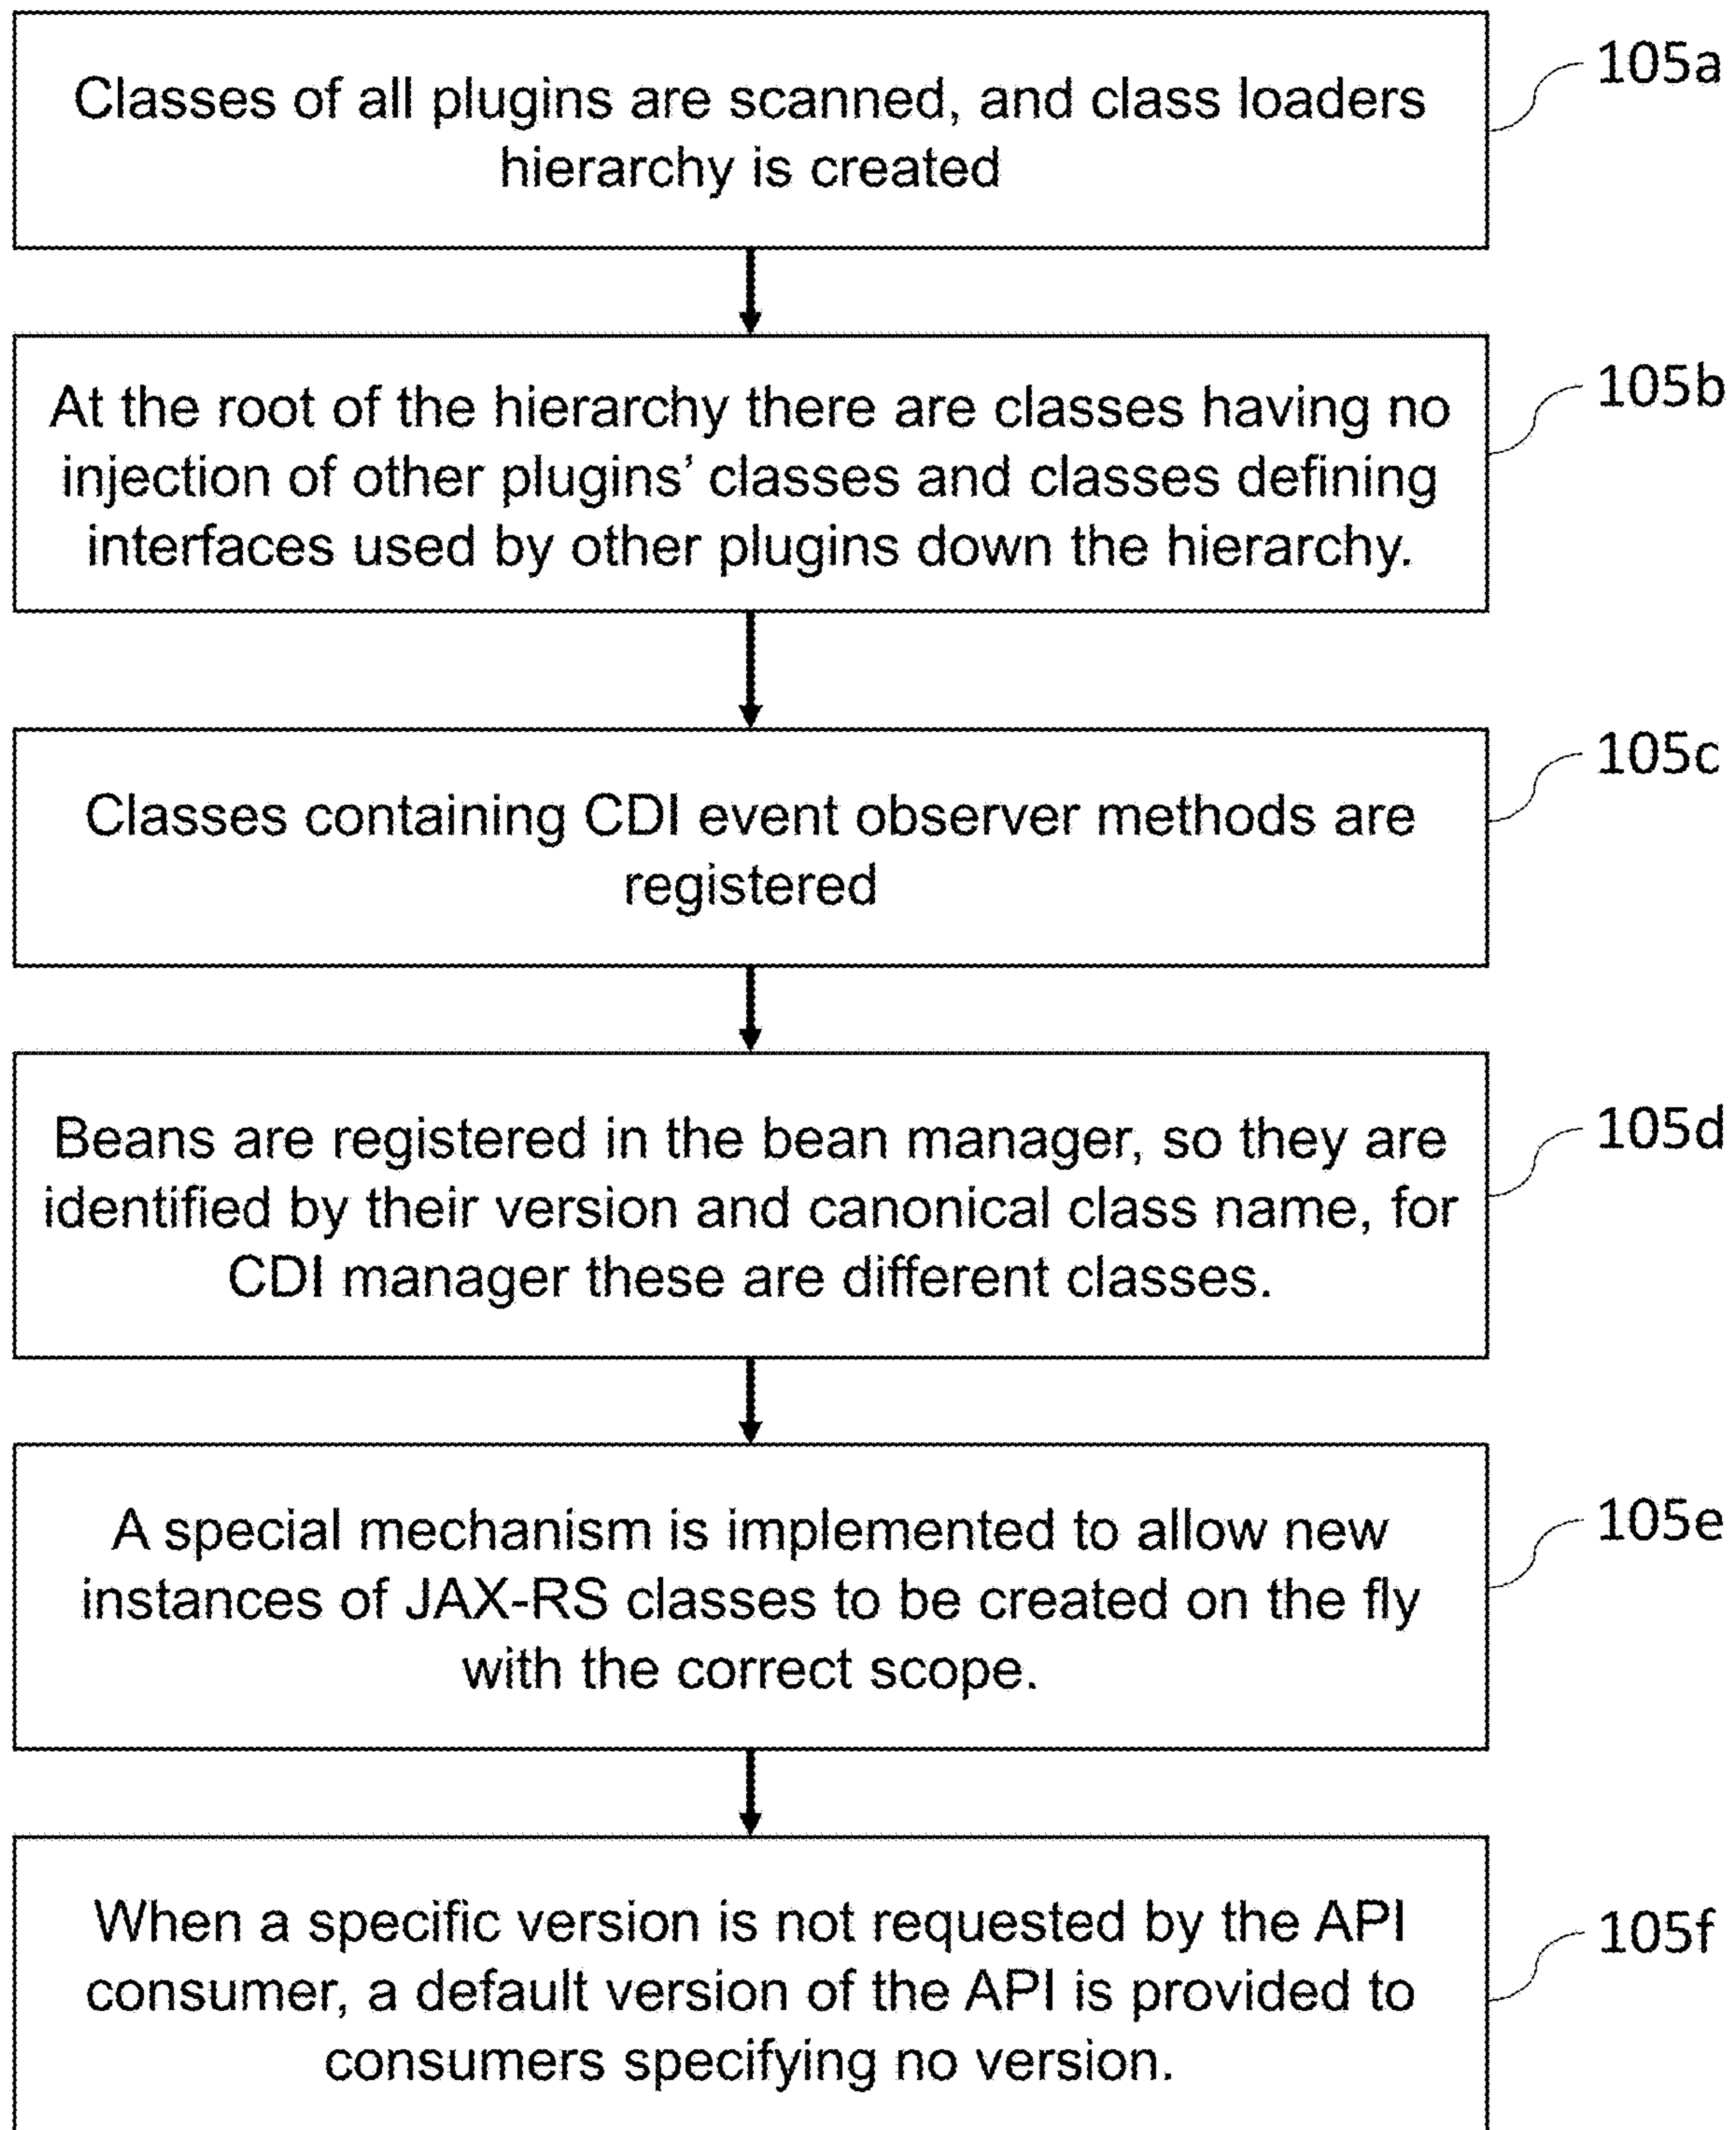 Classes of all plugins are scanned, and class loaders
hierarchy is created
105a
At the root of the hierarchy there are classes having no
injection of other plugins’ classes and classes defining
interfaces used by other plugins down the hierarchy.
105b
Classes containing CDI event observer methods are
registered
105c
Beans are registered in the bean manager, so they are
identified by their version and canonical class name, for
CDI manager these are different classes.
105d
A special mechanism is implemented to allow new
instances of JAX-RS classes to be created on the fly
with the correct scope.
105e
When a specific version is not requested by the API
consumer, a default version of the API is provided to
consumers specifying no version.
105f